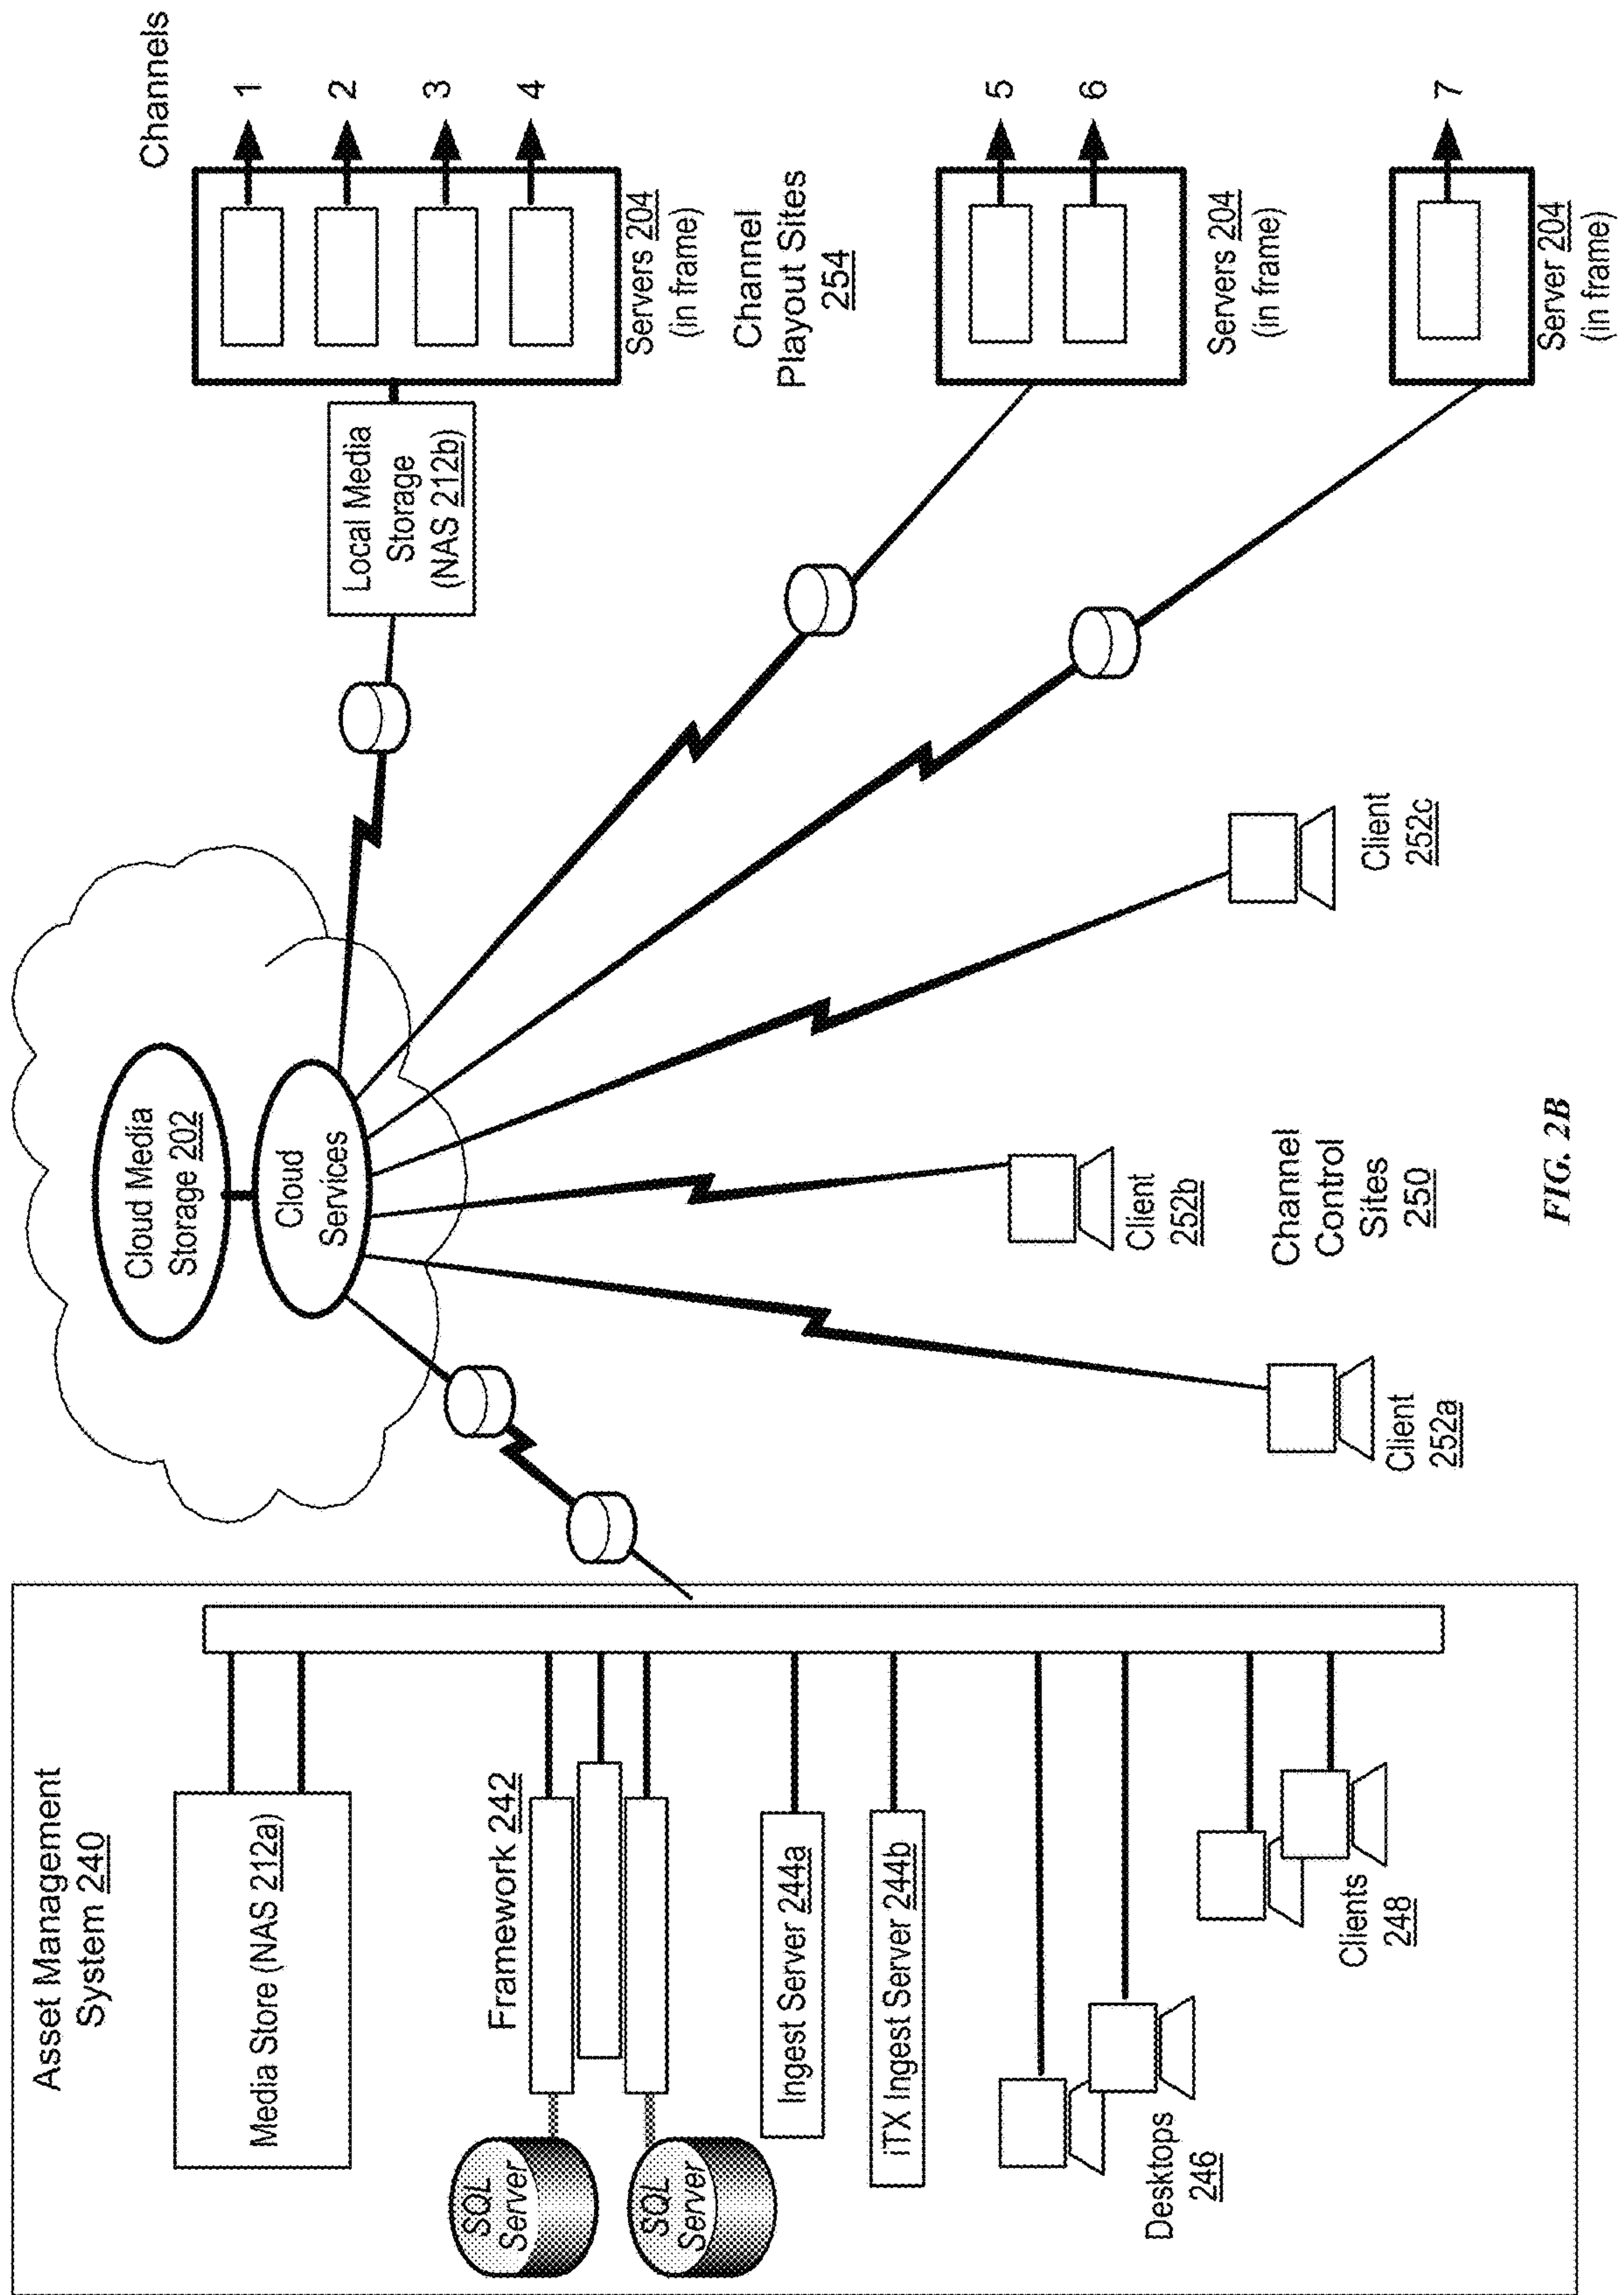 Asset Management
System 240
Media Store (NAS 212a)
Framework 242
SQL
Server
SQL
Server
Ingest Server 244a
iTX Ingest Server 244b
Desktops
246
Clients
248
Cloud Media
Storage 202
Cloud
Services
Client
252a
Client
252b
Client
252c
Channel
Control
Sites
250
Local Media
Storage
(NAS 212b)
Channels
1
2
3
4
Servers 204
(in frame)
Channel
Playout Sites
254
5
6
Servers 204
(in frame)
7
Server 204
(in frame)
FIG. 2B